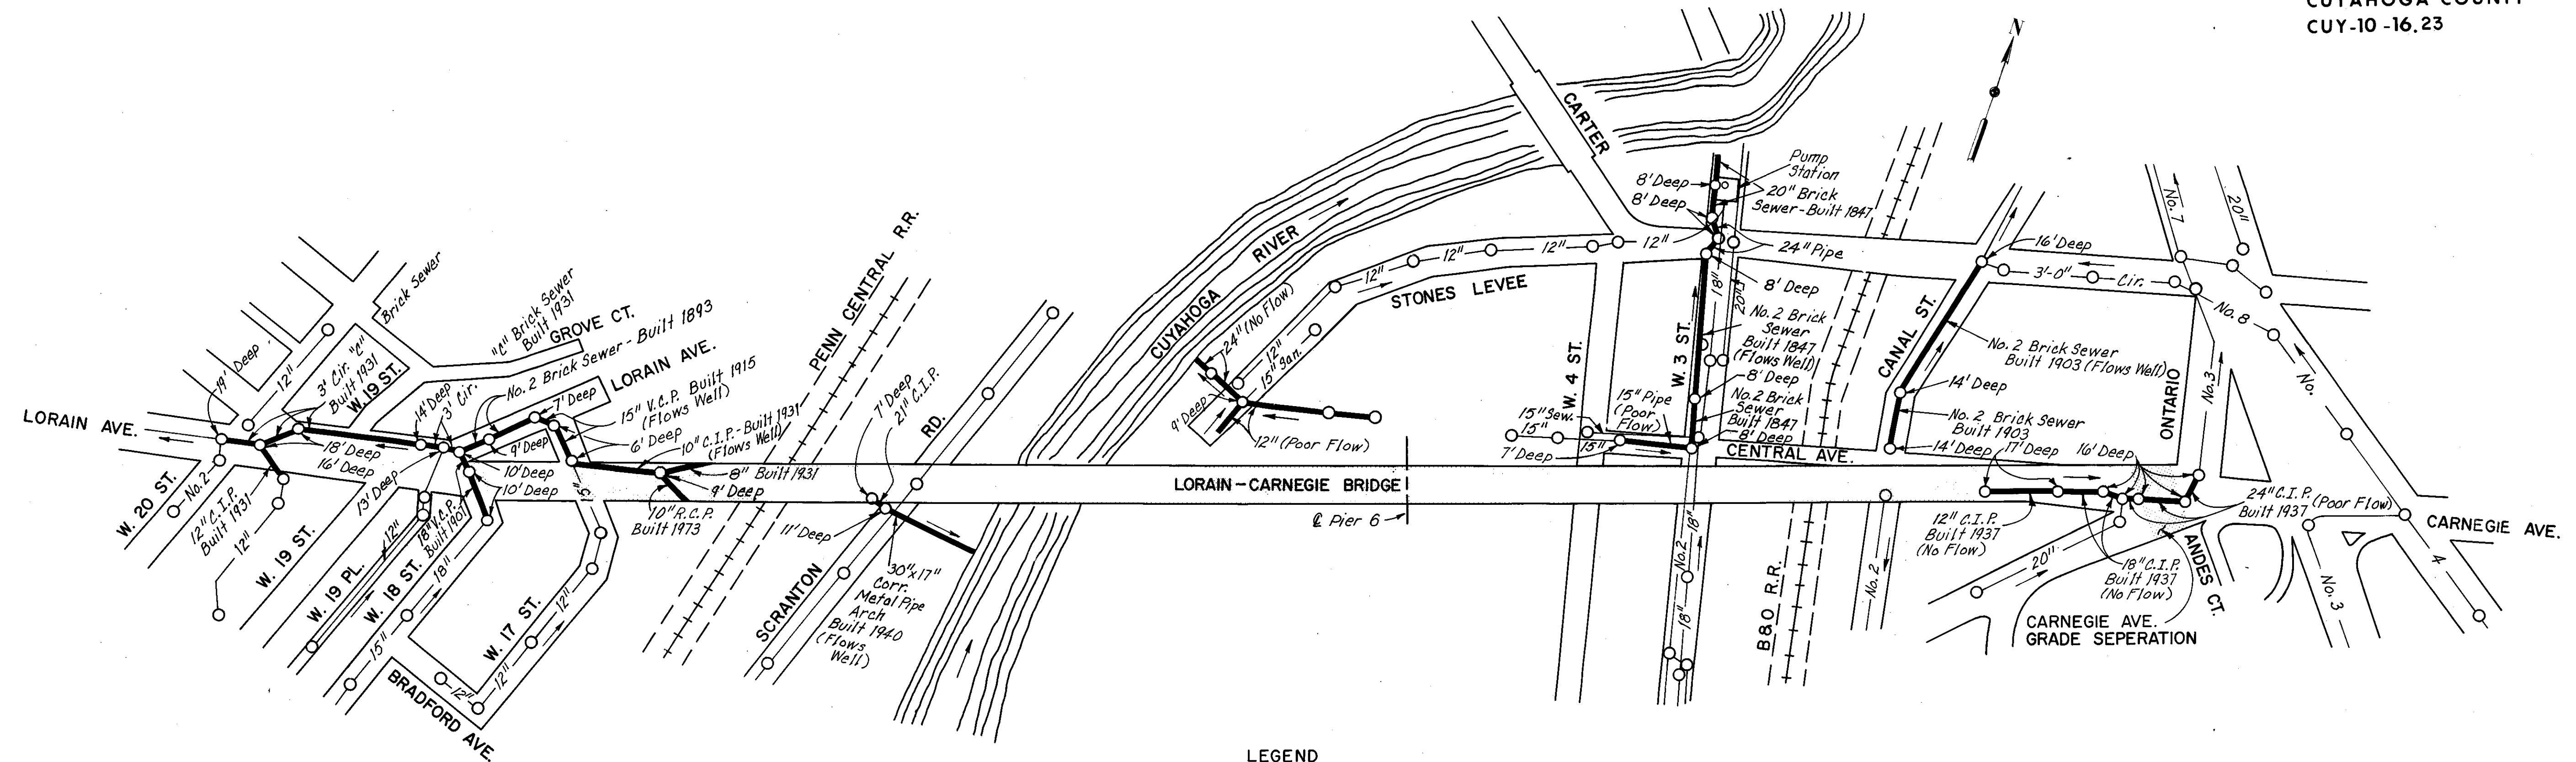 CUYAHOGA COUNTY
CUY-10-16.23
N
CARTER
Pump
Station
8' Deep
20" Brick
Sewer-Built 1847
8' Deep
No. 7
20"
12"
12"
12"
12"
24" Pipe
16' Deep
3'-0" Cir.
CUYAHOGA RIVER
STONES LEVEE
8' Deep
18"
20"
No. 8
No.
Brick Sewer
"C" Brick Sewer
Built 1931
GROVE CT.
No. 2 Brick Sewer - Built 1893
LORAIN AVE.
PENN CENTRAL R.R.
24" (No Flow)
12"
15" San.
No. 2 Brick
Sewer
Built 1847
(Flows Well)
CANAL ST.
No. 2 Brick Sewer
Built 1903 (Flows Well)
19' Deep
12"
3' Cir. "C"
Built 1931
W. 19 ST.
14' Deep
3' Cir.
7' Deep
15" V.C.P. Built 1915
(Flows Well)
7' Deep
21" C.I.P.
RD.
W. 4 ST.
W. 3 ST.
8' Deep
14' Deep
ONTARIO
No. 3
LORAIN AVE.
18' Deep
16' Deep
9' Deep
6' Deep
10" C.I.P.-Built 1931
(Flows Well)
9' Deep
12" (Poor Flow)
15" Sew.
15"
15"
7' Deep
15" Pipe
(Poor
Flow)
No. 2 Brick
Sewer
Built 1847
8' Deep
CENTRAL AVE.
No. 2 Brick Sewer
Built 1903
14' Deep
17' Deep
16' Deep
W. 20 ST.
No. 2
13' Deep
10' Deep
10' Deep
15"
8" Built 1931
9' Deep
LORAIN-CARNEGIE BRIDGE
12" C.I.P.
Built 1931
12"
W. 19 ST.
12"
18" V.C.P.
Built 1907
10" R.C.P.
Built 1973
11' Deep
℄ Pier 6
12" C.I.P.
Built 1937
(No Flow)
24" C.I.P. (Poor Flow)
Built 1937
CARNEGIE AVE.
W. 19 PL.
12"
W. 18 ST.
18"
15"
W. 17 ST.
12"
12"
12"
BRADFORD AVE.
SCRANTON
30"x17"
Corr.
Metal Pipe
Arch
Built 1940
(Flows
Well)
No. 2
18"
18"
B&O R.R.
No. 2
20"
18" C.I.P.
Built 1937
(No Flow)
ANDES CT.
No. 3
4
CARNEGIE AVE.
GRADE SEPERATION
LEGEND